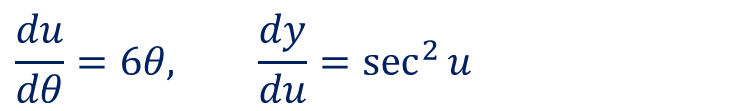 du/dθ = 6θ, dy/du = sec² u